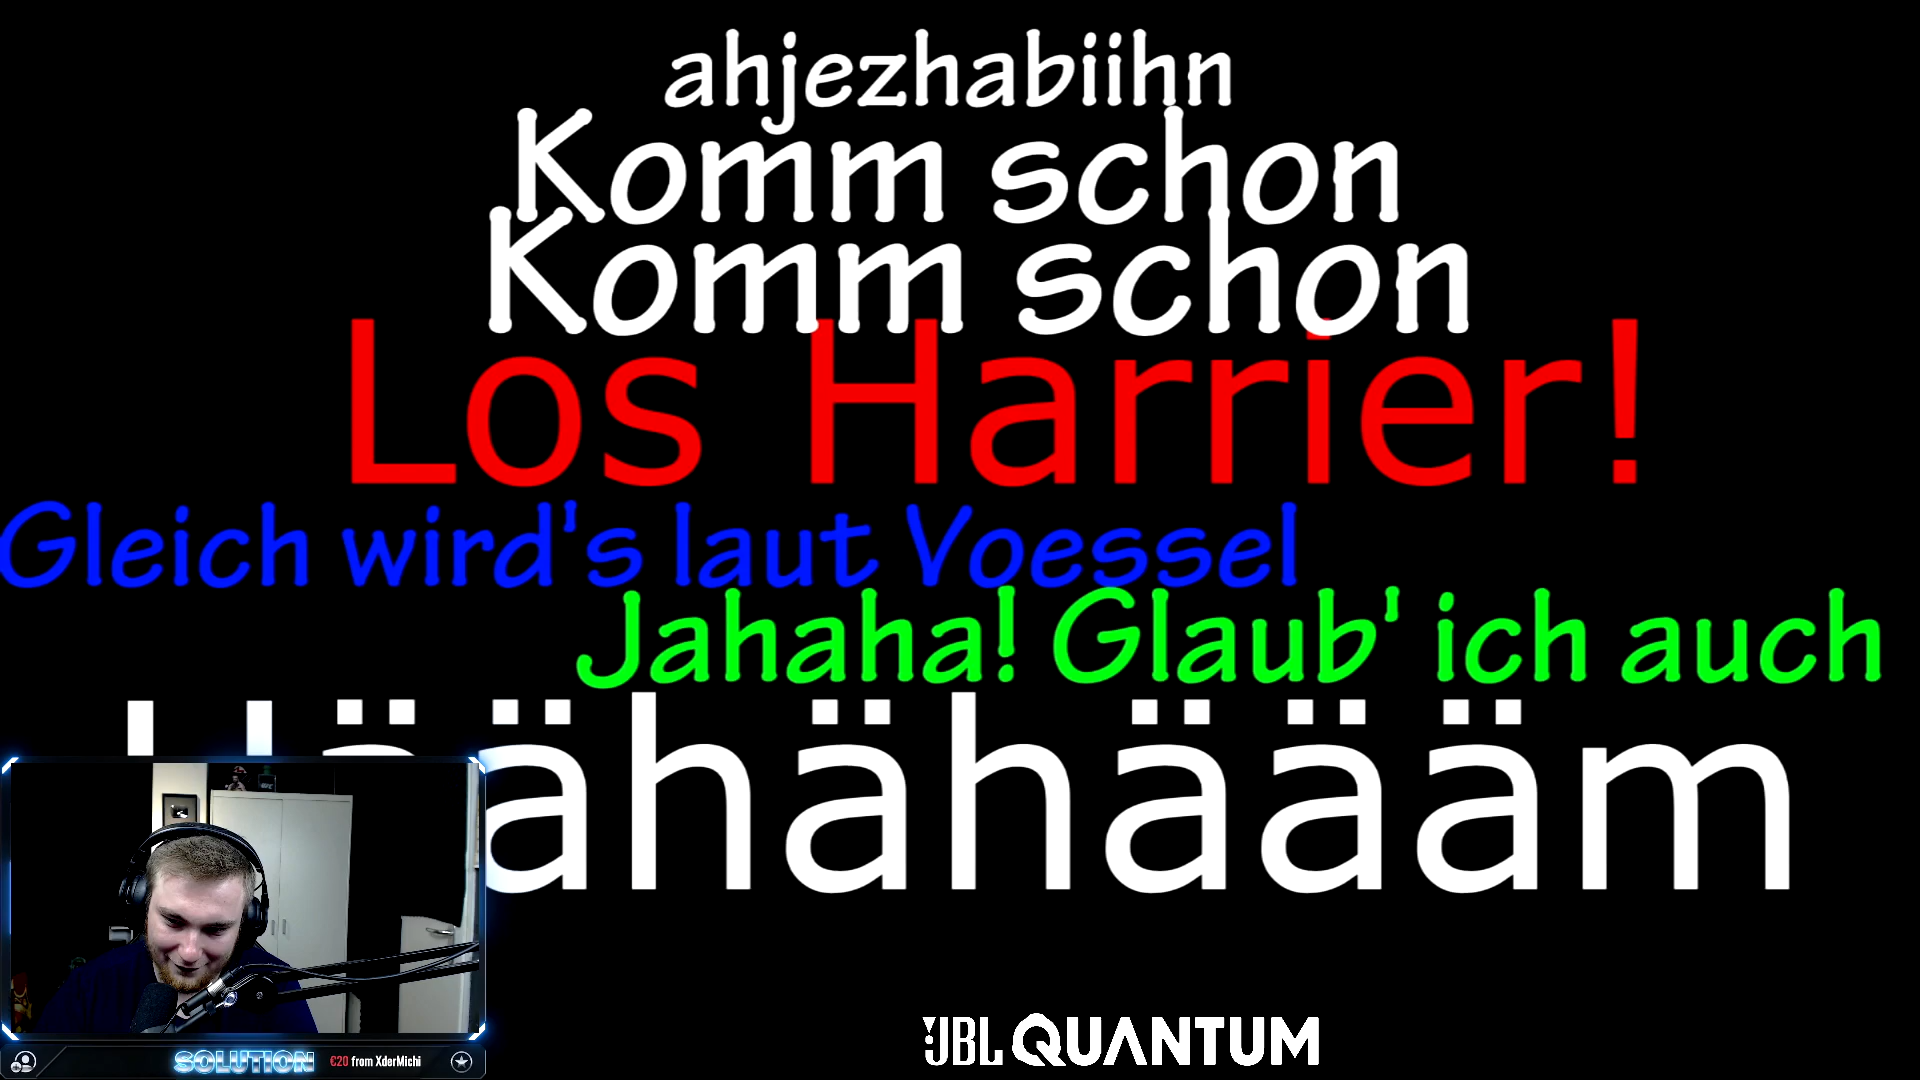 ahjezhabiihn
Komm schon
Komm schon
Los Harrier!
Gleich wird's laut Voessel
Jahaha! Glaub' ich auch
Häähähäääm
JBL QUANTUM
SOLUTION €20 from XderMichi